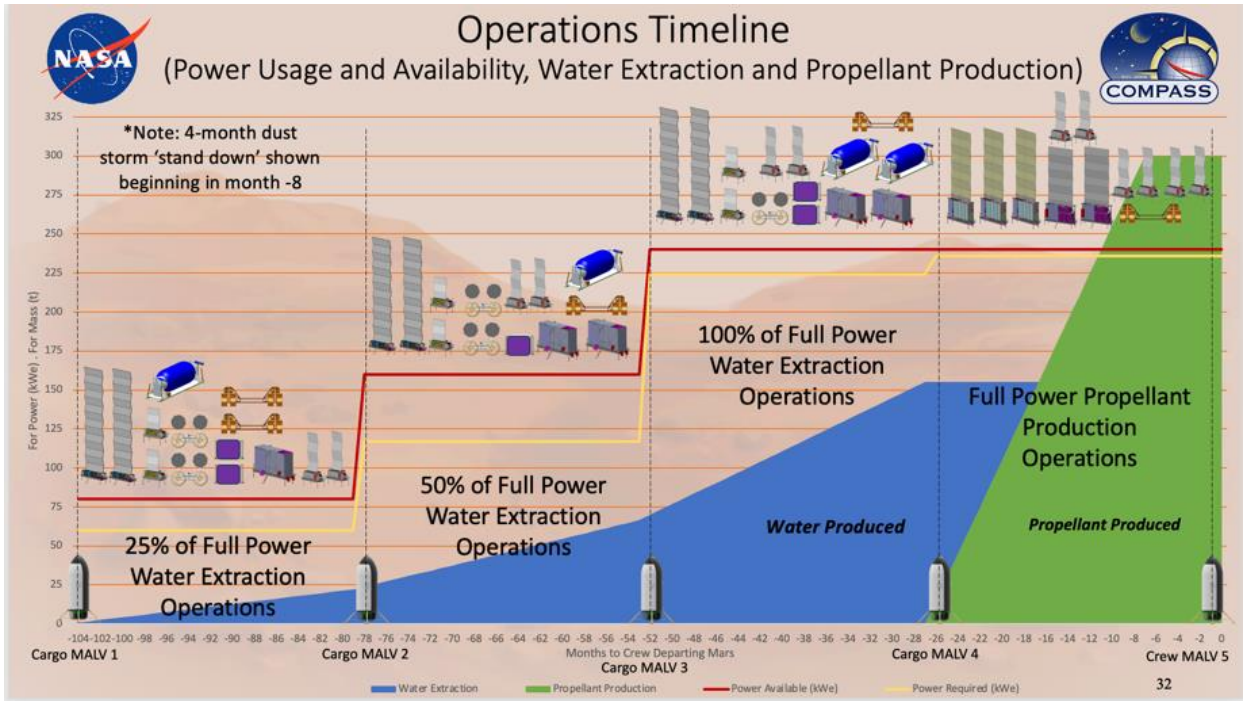 Operations Timeline
(Power Usage and Availability, Water Extraction and Propellant Production)
NASA
COMPASS
*Note: 4-month dust
storm ‘stand down’ shown
beginning in month -8
325
300
275
250
225
200
175
150
125
100
75
50
25
0
For Power (kWe) . For Mass (t)
25% of Full Power
Water Extraction
Operations
50% of Full Power
Water Extraction
Operations
100% of Full Power
Water Extraction
Operations
Full Power Propellant
Production
Operations
Water Produced
Propellant Produced
-104 -102 -100 -98 -96 -94 -92 -90 -88 -86 -84 -82 -80 -78 -76 -74 -72 -70 -68 -66 -64 -62 -60 -58 -56 -54 -52 -50 -48 -46 -44 -42 -40 -38 -36 -34 -32 -30 -28 -26 -24 -22 -20 -18 -16 -14 -12 -10 -8 -6 -4 -2 0
Cargo MALV 1
Cargo MALV 2
Months to Crew Departing Mars
Cargo MALV 3
Cargo MALV 4
Crew MALV 5
Water Extraction
Propellant Production
Power Available (kWe)
Power Required (kWe)
32